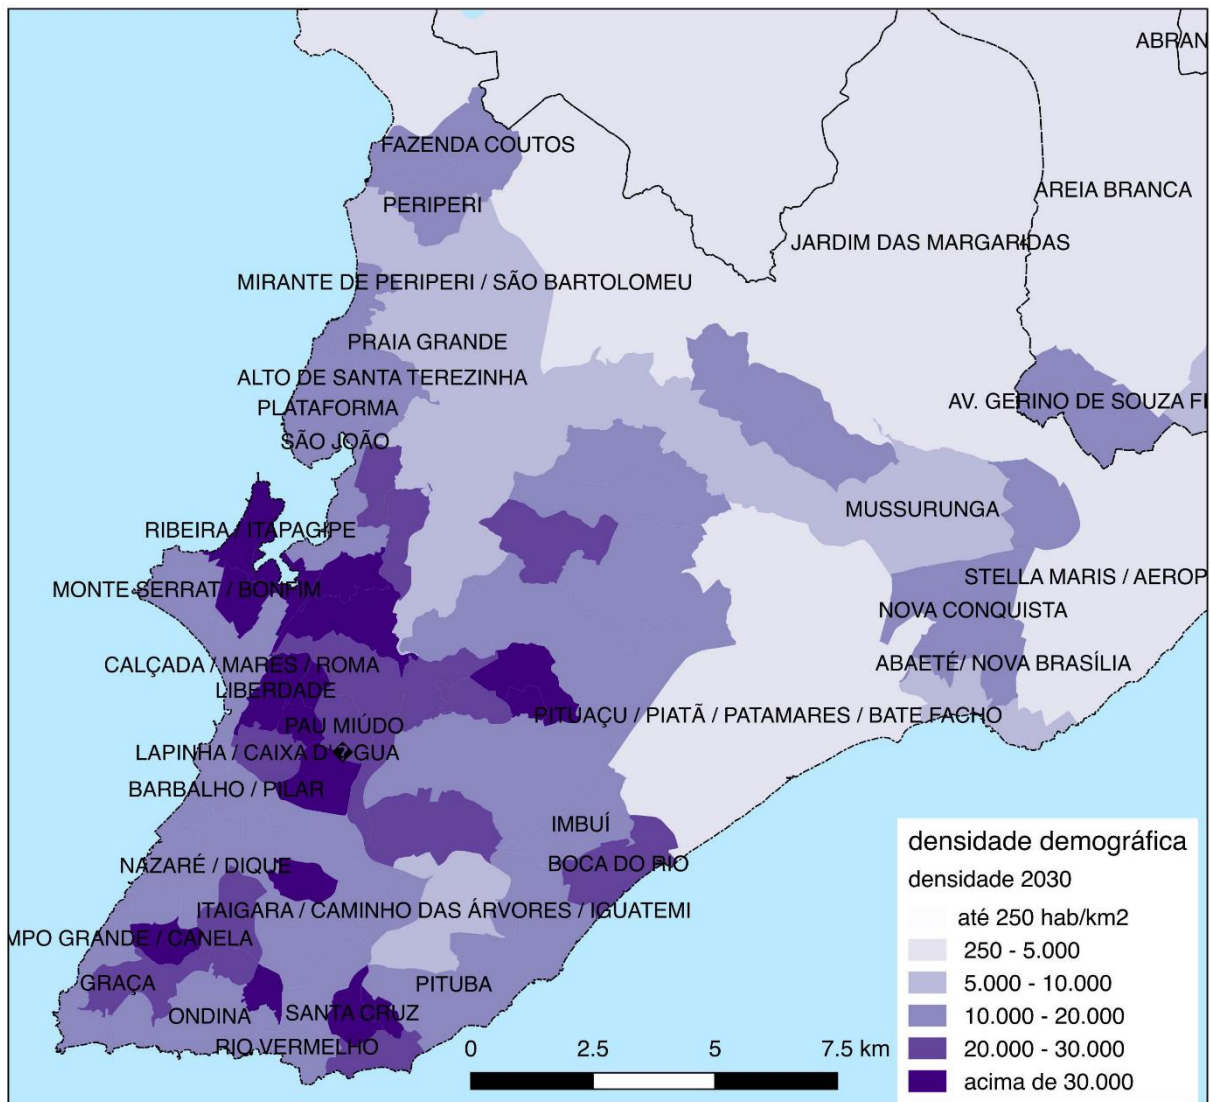 ABRAN
FAZENDA COUTOS
AREIA BRANCA
PERIPERI
JARDIM DAS MARGARIDAS
MIRANTE DE PERIPERI / SÃO BARTOLOMEU
PRAIA GRANDE
ALTO DE SANTA TEREZINHA
AV. GERINO DE SOUZA FI
PLATAFORMA
SÃO JOÃO
MUSSURUNGA
RIBEIRA / ITAPAGIPE
STELLA MARIS / AEROP
MONTE SERRAT / BONFIM
NOVA CONQUISTA
CALÇADA / MARES / ROMA
ABAETÉ/ NOVA BRASÍLIA
LIBERDADE
PITUAÇU / PIATÃ / PATAMARES / BATE FACHO
PAU MIÚDO
LAPINHA / CAIXA D'�GUA
BARBALHO / PILAR
IMBUÍ
NAZARÉ / DIQUE
BOCA DO RIO
ITAIGARA / CAMINHO DAS ÁRVORES / IGUATEMI
MPO GRANDE / CANELA
GRAÇA
PITUBA
ONDINA
SANTA CRUZ
RIO VERMELHO
0 2.5 5 7.5 km
densidade demográfica
densidade 2030
até 250 hab/km2
250 - 5.000
5.000 - 10.000
10.000 - 20.000
20.000 - 30.000
acima de 30.000